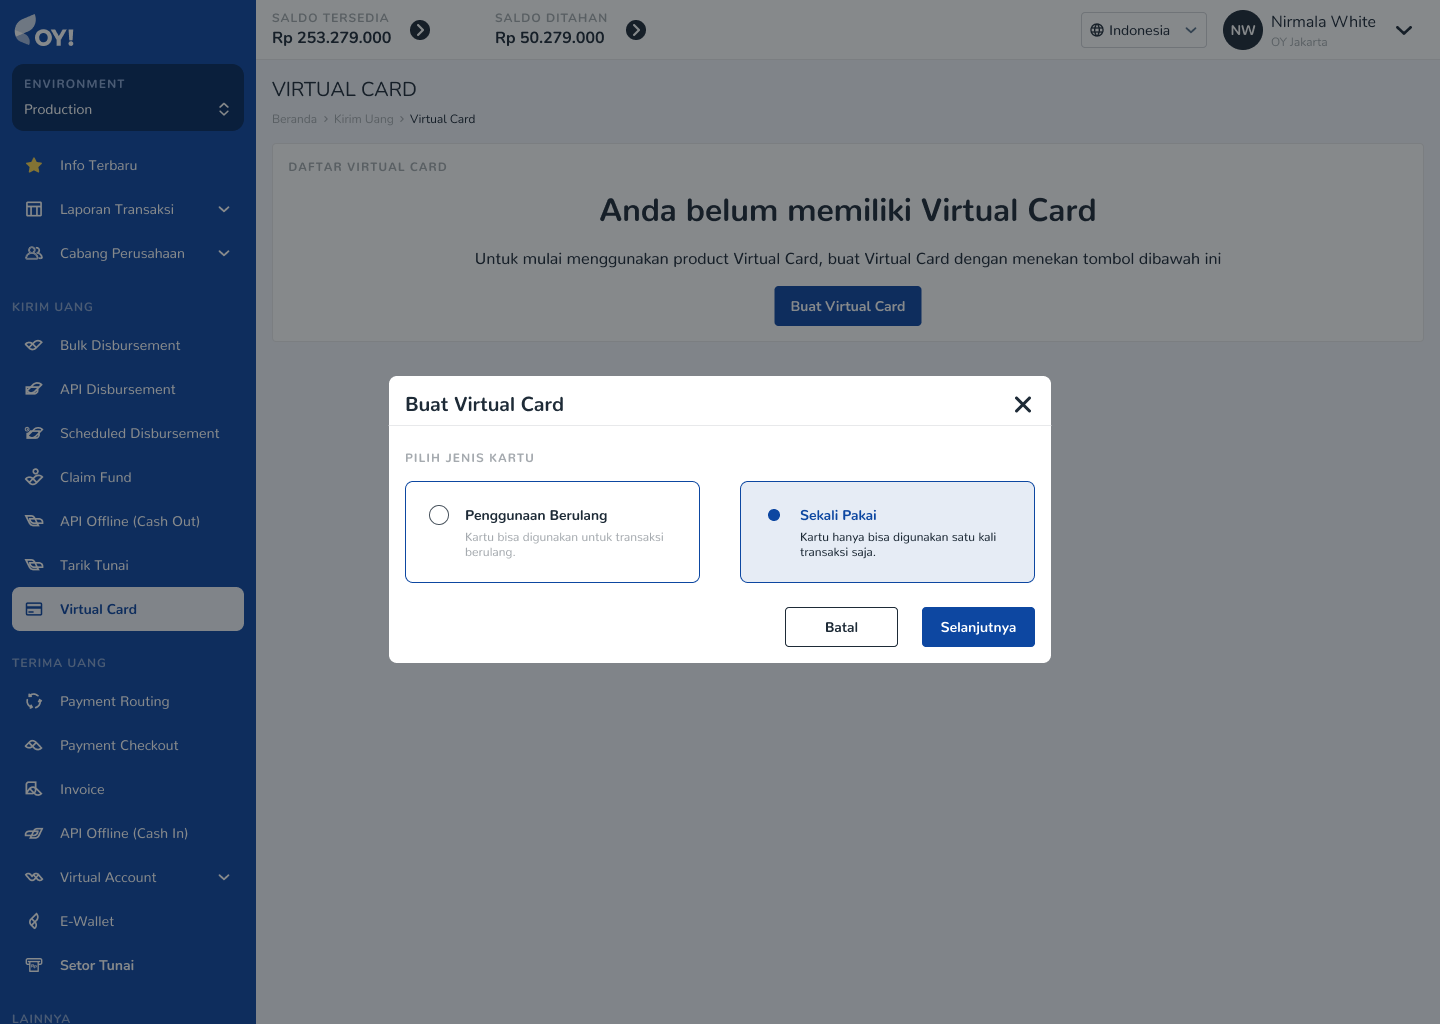 OY!
ENVIRONMENT
Production
Info Terbaru
Laporan Transaksi
Cabang Perusahaan
KIRIM UANG
Bulk Disbursement
API Disbursement
Scheduled Disbursement
Claim Fund
API Offline (Cash Out)
Tarik Tunai
Virtual Card
TERIMA UANG
Payment Routing
Payment Checkout
Invoice
API Offline (Cash In)
Virtual Account
E-Wallet
Setor Tunai
LAINNYA
SALDO TERSEDIA
Rp 253.279.000
SALDO DITAHAN
Rp 50.279.000
Indonesia
NW
Nirmala White
OY Jakarta
VIRTUAL CARD
Beranda > Kirim Uang > Virtual Card
DAFTAR VIRTUAL CARD
Anda belum memiliki Virtual Card
Untuk mulai menggunakan product Virtual Card, buat Virtual Card dengan menekan tombol dibawah ini
Buat Virtual Card
Buat Virtual Card
PILIH JENIS KARTU
Penggunaan Berulang
Kartu bisa digunakan untuk transaksi
berulang.
Sekali Pakai
Kartu hanya bisa digunakan satu kali
transaksi saja.
Batal
Selanjutnya